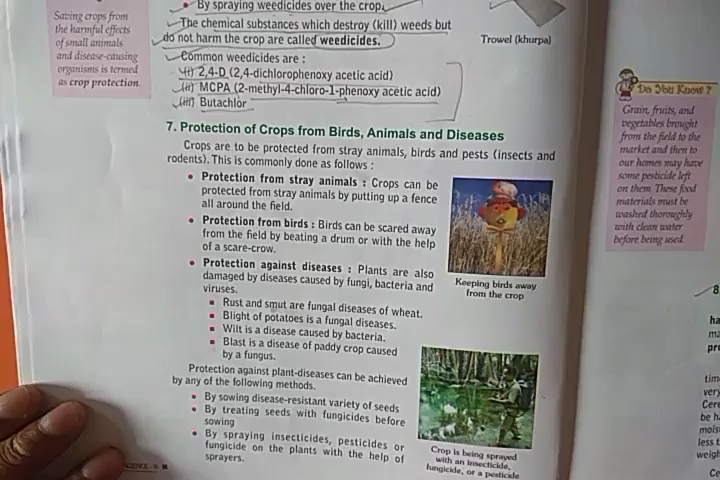 • By spraying weedicides over the crop.
The chemical substances which destroy (kill) weeds but
do not harm the crop are called weedicides.
Common weedicides are :
(i) 2,4-D (2,4-dichlorophenoxy acetic acid)
(ii) MCPA (2-methyl-4-chloro-1-phenoxy acetic acid)
(iii) Butachlor
Saving crops from
the harmful effects
of small animals
and disease-causing
organisms is termed
as crop protection.
Trowel (khurpa)
7. Protection of Crops from Birds, Animals and Diseases
Crops are to be protected from stray animals, birds and pests (insects and
rodents). This is commonly done as follows :
• Protection from stray animals : Crops can be
protected from stray animals by putting up a fence
all around the field.
• Protection from birds : Birds can be scared away
from the field by beating a drum or with the help
of a scare-crow.
• Protection against diseases : Plants are also
damaged by diseases caused by fungi, bacteria and
viruses.
▪ Rust and smut are fungal diseases of wheat.
▪ Blight of potatoes is a fungal diseases.
▪ Wilt is a disease caused by bacteria.
▪ Blast is a disease of paddy crop caused
by a fungus.
Keeping birds away
from the crop
Protection against plant-diseases can be achieved
by any of the following methods.
• By sowing disease-resistant variety of seeds
• By treating seeds with fungicides before
sowing
• By spraying insecticides, pesticides or
fungicide on the plants with the help of
sprayers.
Crop is being sprayed
with an insecticide,
fungicide, or a pesticide
Do You Know ?
Grain, fruits, and
vegetables brought
from the field to the
market and then to
our homes may have
some pesticide left
on them. These food
materials must be
washed thoroughly
with clean water
before being used.
8
ha
pr
tim
very
Cere
be h
mois
less t
weigh
Ce